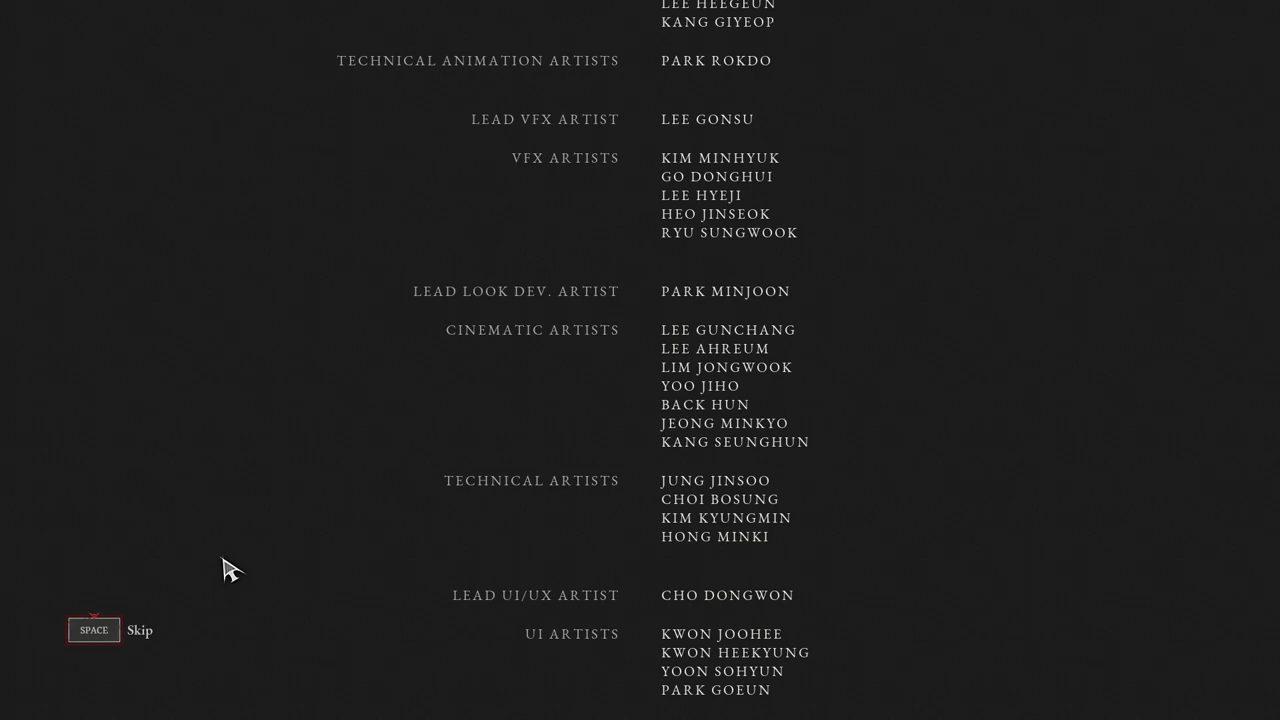 LEE HEEGEUN
KANG GIYEOP
TECHNICAL ANIMATION ARTISTS PARK ROKDO
LEAD VFX ARTIST LEE GONSU
VFX ARTISTS KIM MINHYUK
GO DONGHUI
LEE HYEJI
HEO JINSEOK
RYU SUNGWOOK
LEAD LOOK DEV. ARTIST PARK MINJOON
CINEMATIC ARTISTS LEE GUNCHANG
LEE AHREUM
LIM JONGWOOK
YOO JIHO
BACK HUN
JEONG MINKYO
KANG SEUNGHUN
TECHNICAL ARTISTS JUNG JINSOO
CHOI BOSUNG
KIM KYUNGMIN
HONG MINKI
LEAD UI/UX ARTIST CHO DONGWON
UI ARTISTS KWON JOOHEE
KWON HEEKYUNG
YOON SOHYUN
PARK GOEUN
SPACE Skip